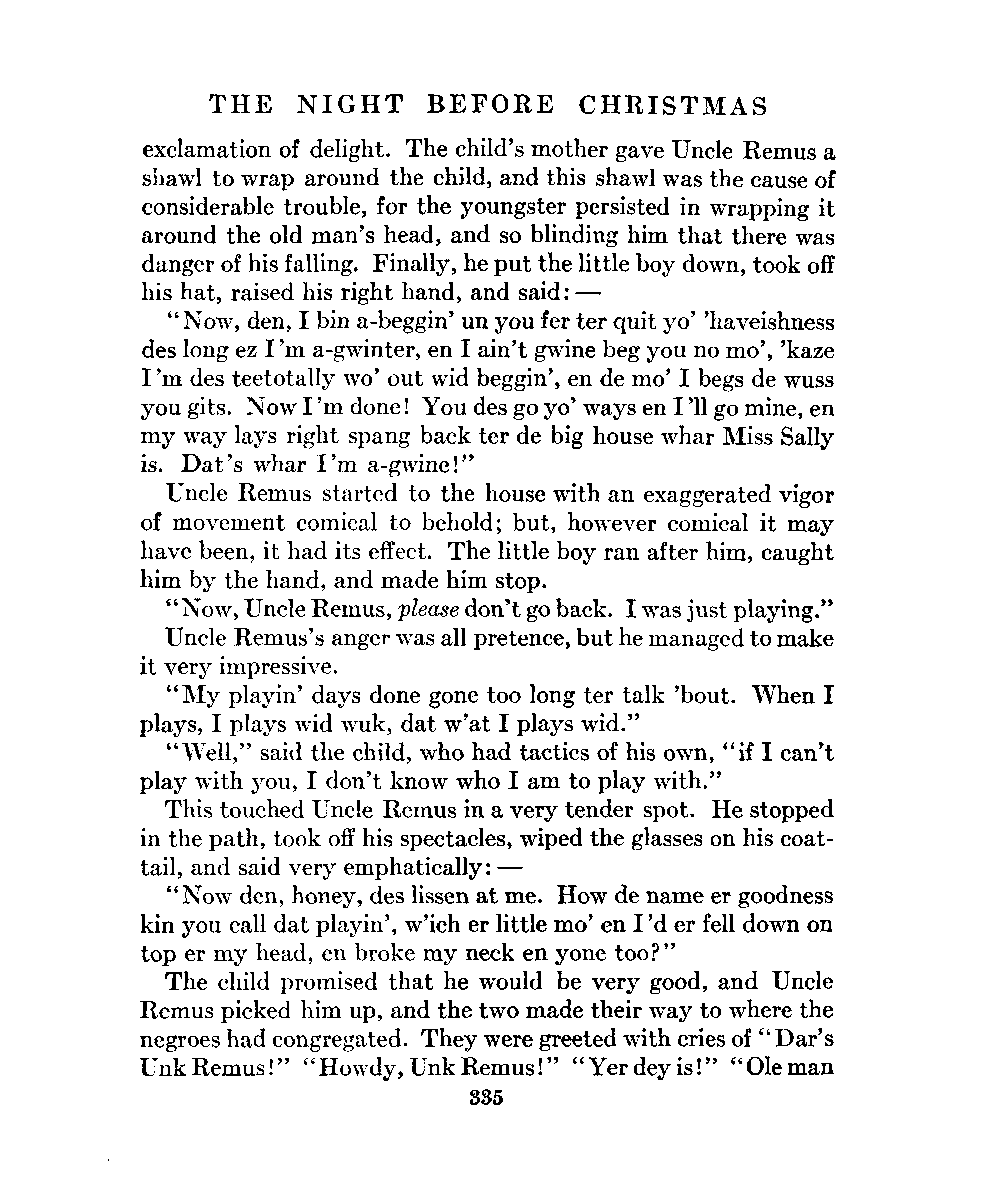 THE NIGHT BEFORE CHRISTMAS
exclamation of delight. The child's mother gave Uncle Remus a
shawl to wrap around the child, and this shawl was the cause of
considerable trouble, for the youngster persisted in wrapping it
around the old man's head, and so blinding him that there was
danger of his falling. Finally, he put the little boy down, took off
his hat, raised his right hand, and said: —
"Now, den, I bin a-beggin' un you fer ter quit yo' 'haveishness
des long ez I'm a-gwinter, en I ain't gwine beg you no mo', 'kaze
I'm des teetotally wo' out wid beggin', en de mo' I begs de wuss
you gits. Now I'm done! You des go yo' ways en I'll go mine, en
my way lays right spang back ter de big house whar Miss Sally
is. Dat's whar I'm a-gwine!"
Uncle Remus started to the house with an exaggerated vigor
of movement comical to behold; but, however comical it may
have been, it had its effect. The little boy ran after him, caught
him by the hand, and made him stop.
"Now, Uncle Remus, please don't go back. I was just playing."
Uncle Remus's anger was all pretence, but he managed to make
it very impressive.
"My playin' days done gone too long ter talk 'bout. When I
plays, I plays wid wuk, dat w'at I plays wid."
"Well," said the child, who had tactics of his own, "if I can't
play with you, I don't know who I am to play with."
This touched Uncle Remus in a very tender spot. He stopped
in the path, took off his spectacles, wiped the glasses on his coat-
tail, and said very emphatically: —
"Now den, honey, des lissen at me. How de name er goodness
kin you call dat playin', w'ich er little mo' en I'd er fell down on
top er my head, en broke my neck en yone too?"
The child promised that he would be very good, and Uncle
Remus picked him up, and the two made their way to where the
negroes had congregated. They were greeted with cries of "Dar's
Unk Remus!" "Howdy, Unk Remus!" "Yer dey is!" "Ole man
335